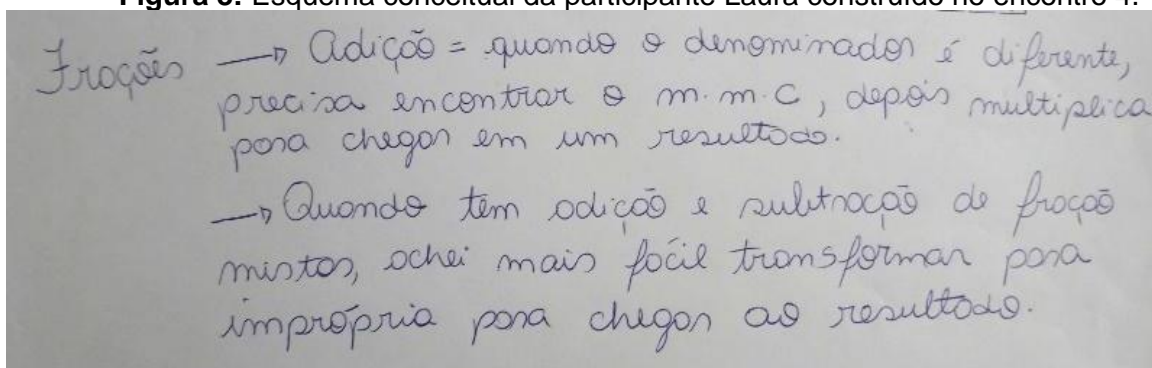 Figura 3: Esquema conceitual da participante Laura construído no encontro 4.
Frações → Adição = quando o denominador é diferente,
precisa encontrar o m.m.c, depois multiplica
para chegar em um resultado.
→ Quando tem adição e subtração de fração
mistas, achei mais fácil transformar para
imprópria para chegar ao resultado.